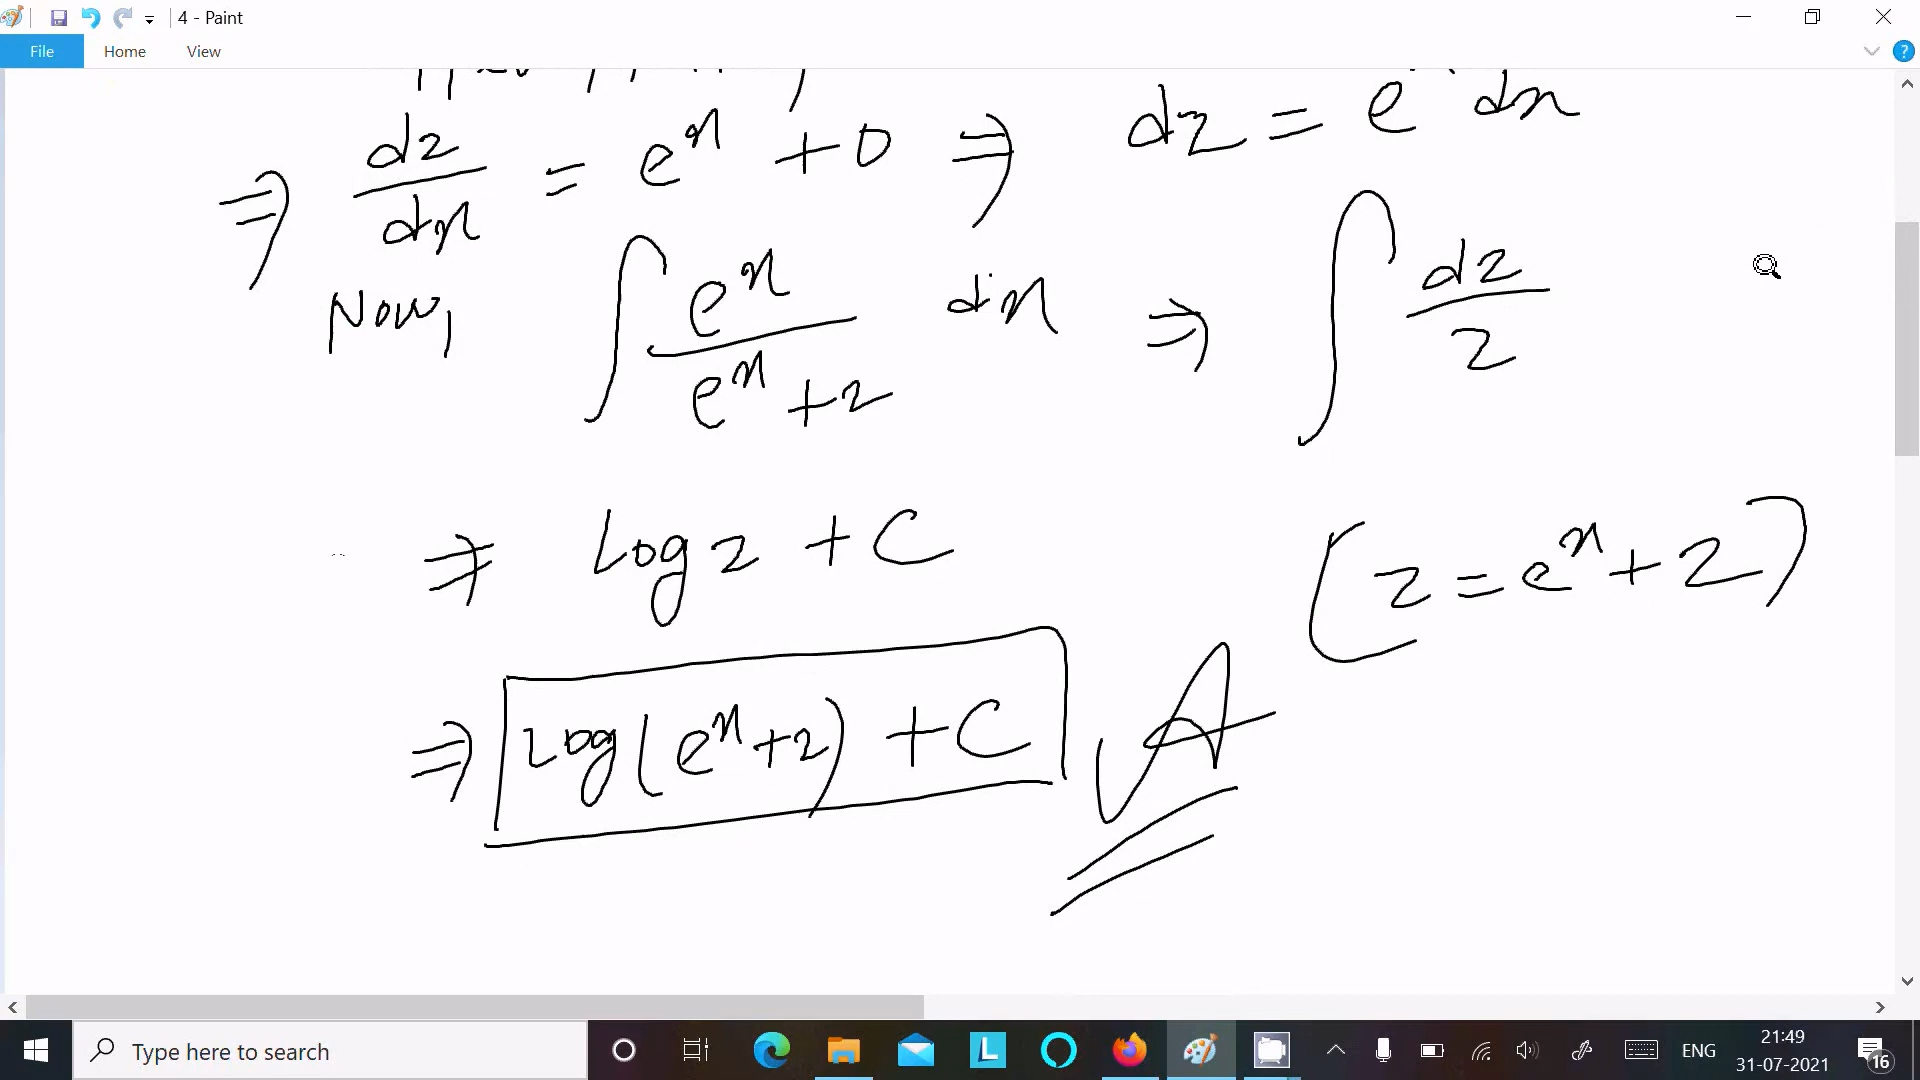 4 - Paint
File Home View
⇒ dz/dx = e^x + 0 ⇒ dz = e^x dx
Now, ∫ e^x/(e^x + 2) dx ⇒ ∫ dz/z
⇒ log z + C (z = e^x + 2)
⇒ log(e^x + 2) + C A
Type here to search
L
ENG
21:49
31-07-2021
16